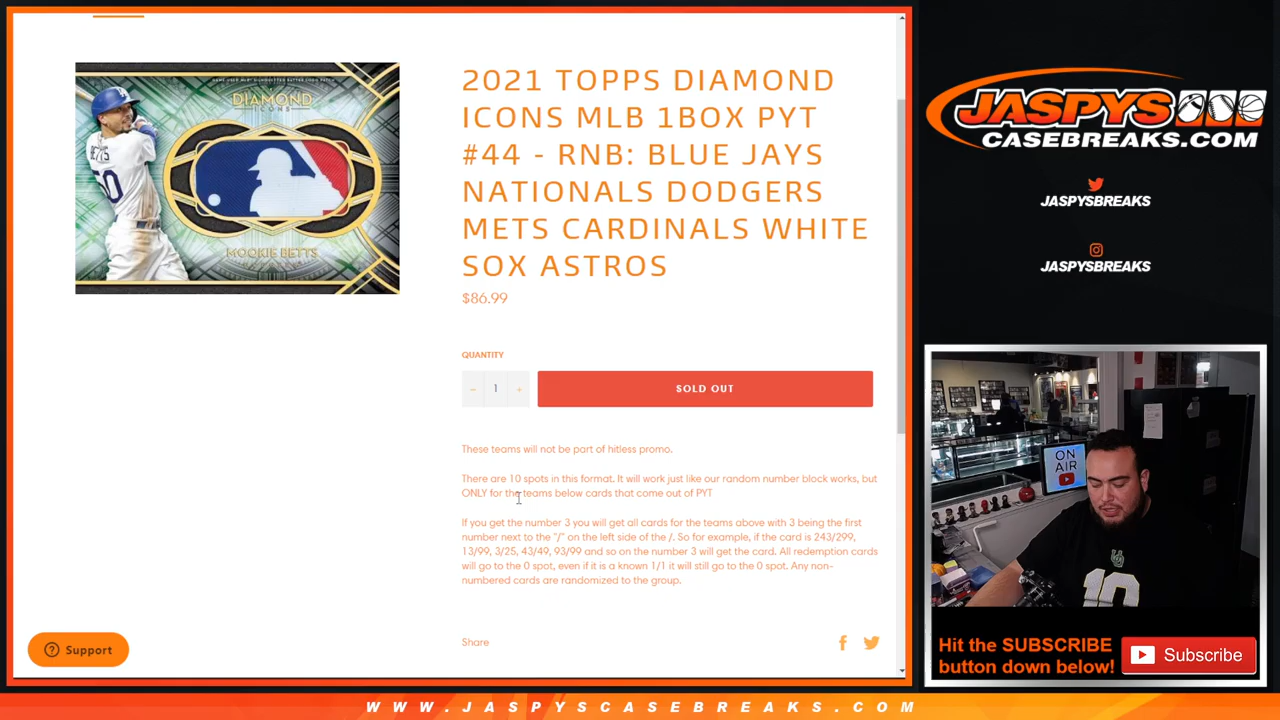 DIAMOND
ICONS
BETTS
50
MOOKIE BETTS
2021 TOPPS DIAMOND
ICONS MLB 1BOX PYT
#44 - RNB: BLUE JAYS
NATIONALS DODGERS
METS CARDINALS WHITE
SOX ASTROS
$86.99
QUANTITY
− 1 +
SOLD OUT
These teams will not be part of hitless promo.
There are 10 spots in this format. It will work just like our random number block works, but
ONLY for the teams below cards that come out of PYT
If you get the number 3 you will get all cards for the teams above with 3 being the first
number next to the "/" on the left side of the /. So for example, if the card is 243/299,
13/99, 3/25, 43/49, 93/99 and so on the number 3 will get the card. All redemption cards
will go to the 0 spot, even if it is a known 1/1 it will still go to the 0 spot. Any non-
numbered cards are randomized to the group.
Share
Support
JASPYS
CASEBREAKS.COM
JASPYSBREAKS
JASPYSBREAKS
ON
AIR
10
Hit the SUBSCRIBE
button down below!
Subscribe
WWW.JASPYSCASEBREAKS.COM